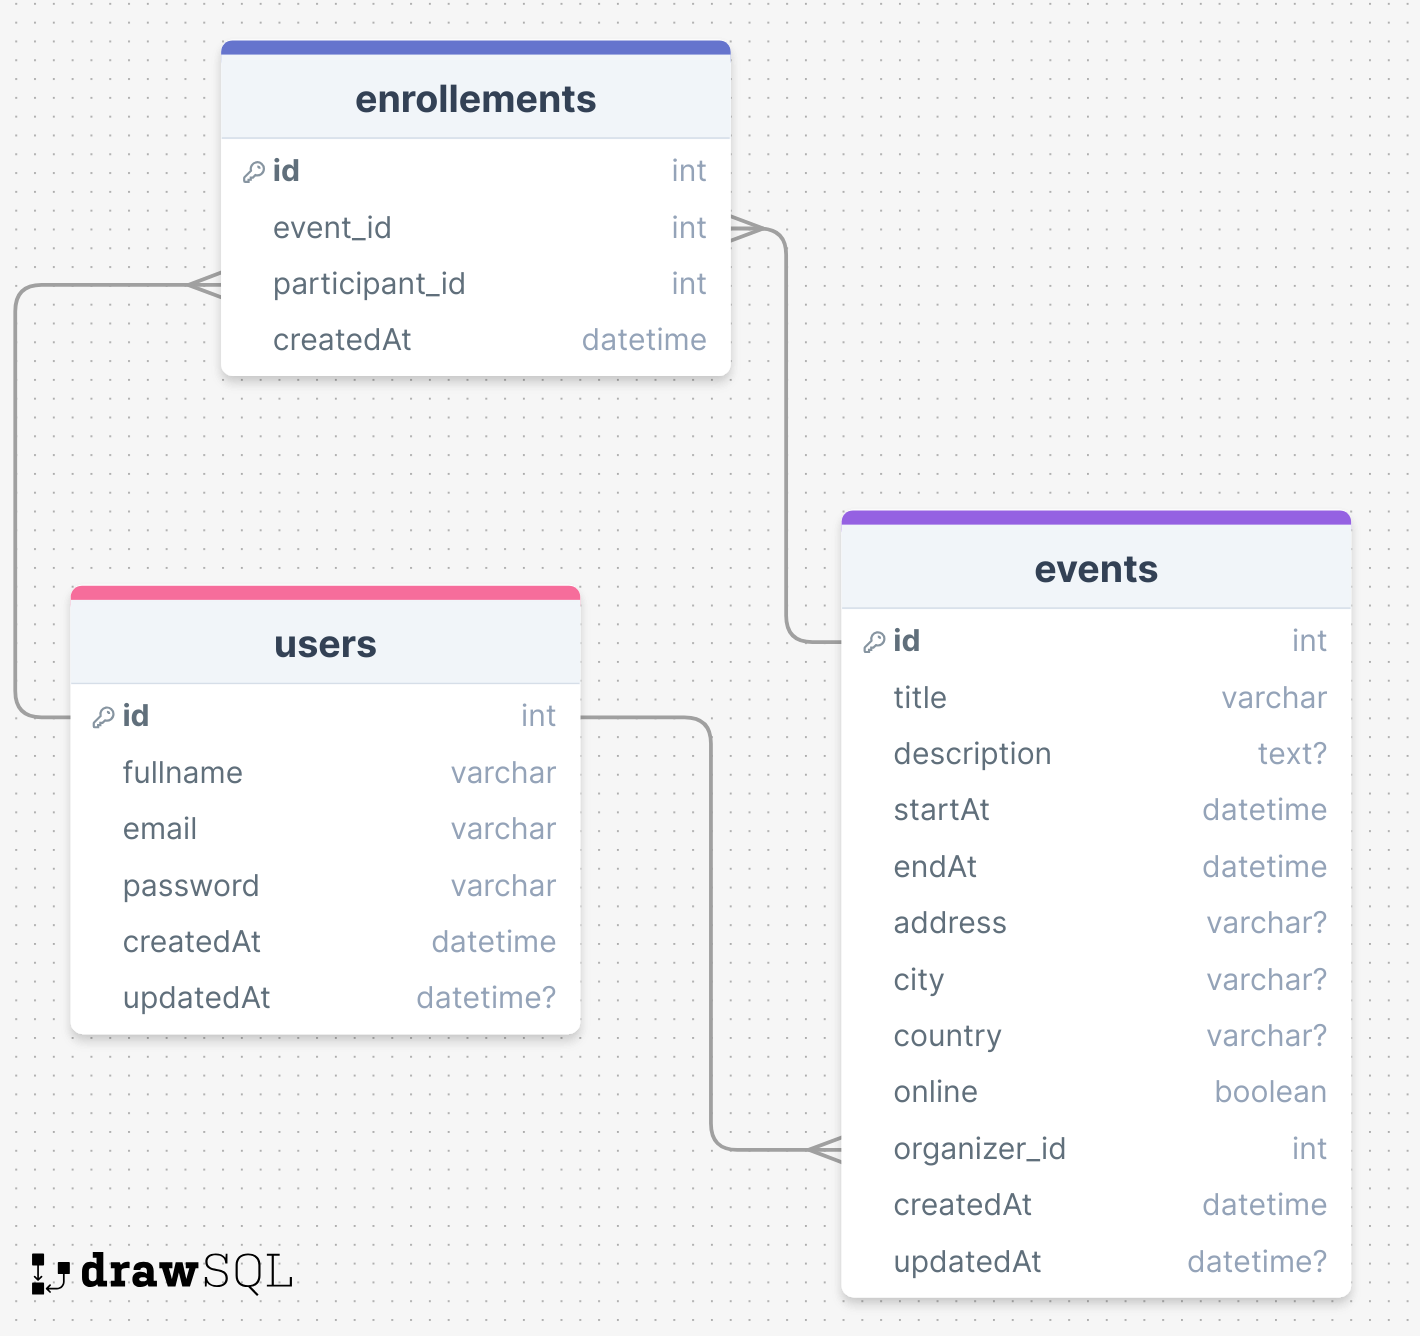 enrollements
id int
event_id int
participant_id int
createdAt datetime
users
id int
fullname varchar
email varchar
password varchar
createdAt datetime
updatedAt datetime?
events
id int
title varchar
description text?
startAt datetime
endAt datetime
address varchar?
city varchar?
country varchar?
online boolean
organizer_id int
createdAt datetime
updatedAt datetime?
drawSQL